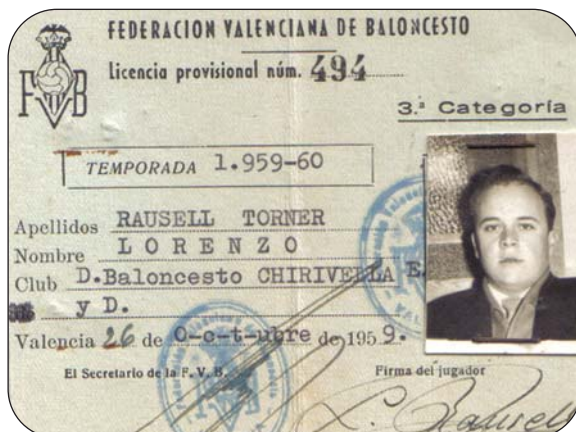 FEDERACION VALENCIANA DE BALONCESTO
Licencia provisional núm. 494
FVB
3.ª Categoría
TEMPORADA 1.959-60
Apellidos RAUSELL TORNER
Nombre LORENZO
Club D.Baloncesto CHIRIVELLA E.
y D.
Valencia 26 de O-c-t-ubre de 1959.
El Secretario de la F. V. B.
Firma del jugador
L. Rausell